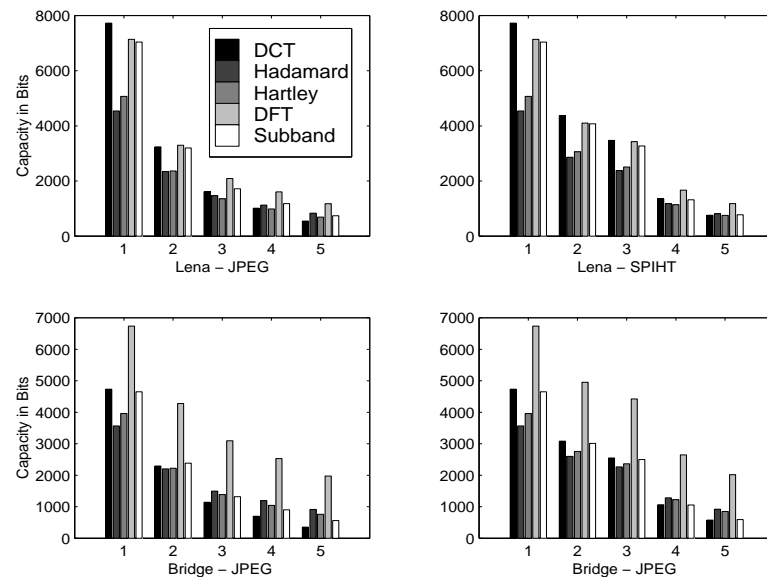 8000
6000
4000
2000
0
Capacity in Bits
DCT
Hadamard
Hartley
DFT
Subband
1 2 3 4 5
Lena – JPEG
8000
6000
4000
2000
0
1 2 3 4 5
Lena – SPIHT
7000
6000
5000
4000
3000
2000
1000
0
Capacity in Bits
1 2 3 4 5
Bridge – JPEG
7000
6000
5000
4000
3000
2000
1000
0
1 2 3 4 5
Bridge – JPEG